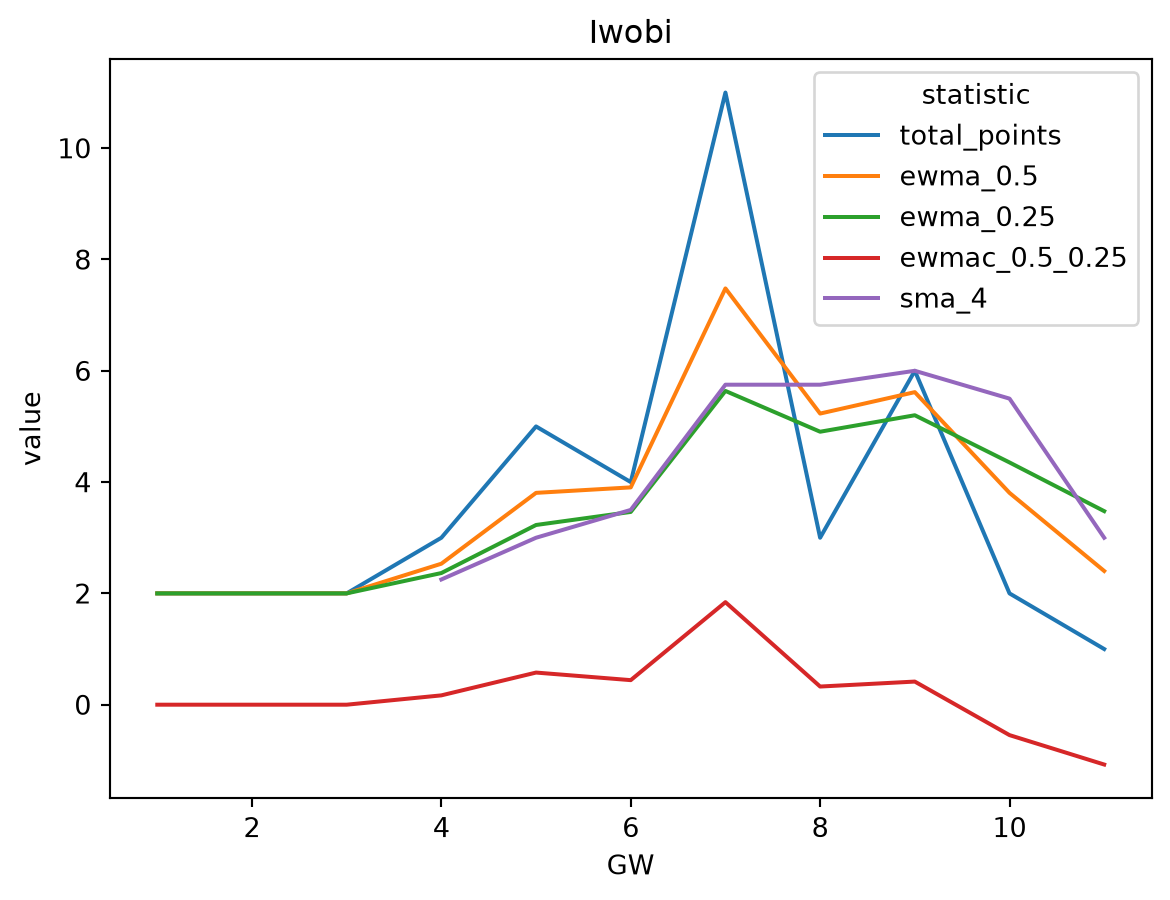 Iwobi
statistic
total_points
ewma_0.5
ewma_0.25
ewmac_0.5_0.25
sma_4
value
10
8
6
4
2
0
2
4
6
8
10
GW